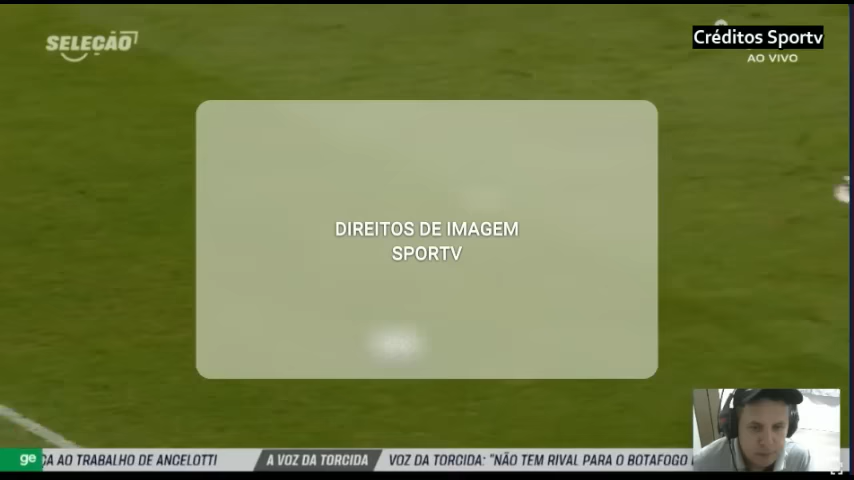 SELEÇÃO
Créditos Sportv
AO VIVO
DIREITOS DE IMAGEM
SPORTV
ge
ÇA AO TRABALHO DE ANCELOTTI
A VOZ DA TORCIDA
VOZ DA TORCIDA: "NÃO TEM RIVAL PARA O BOTAFOGO